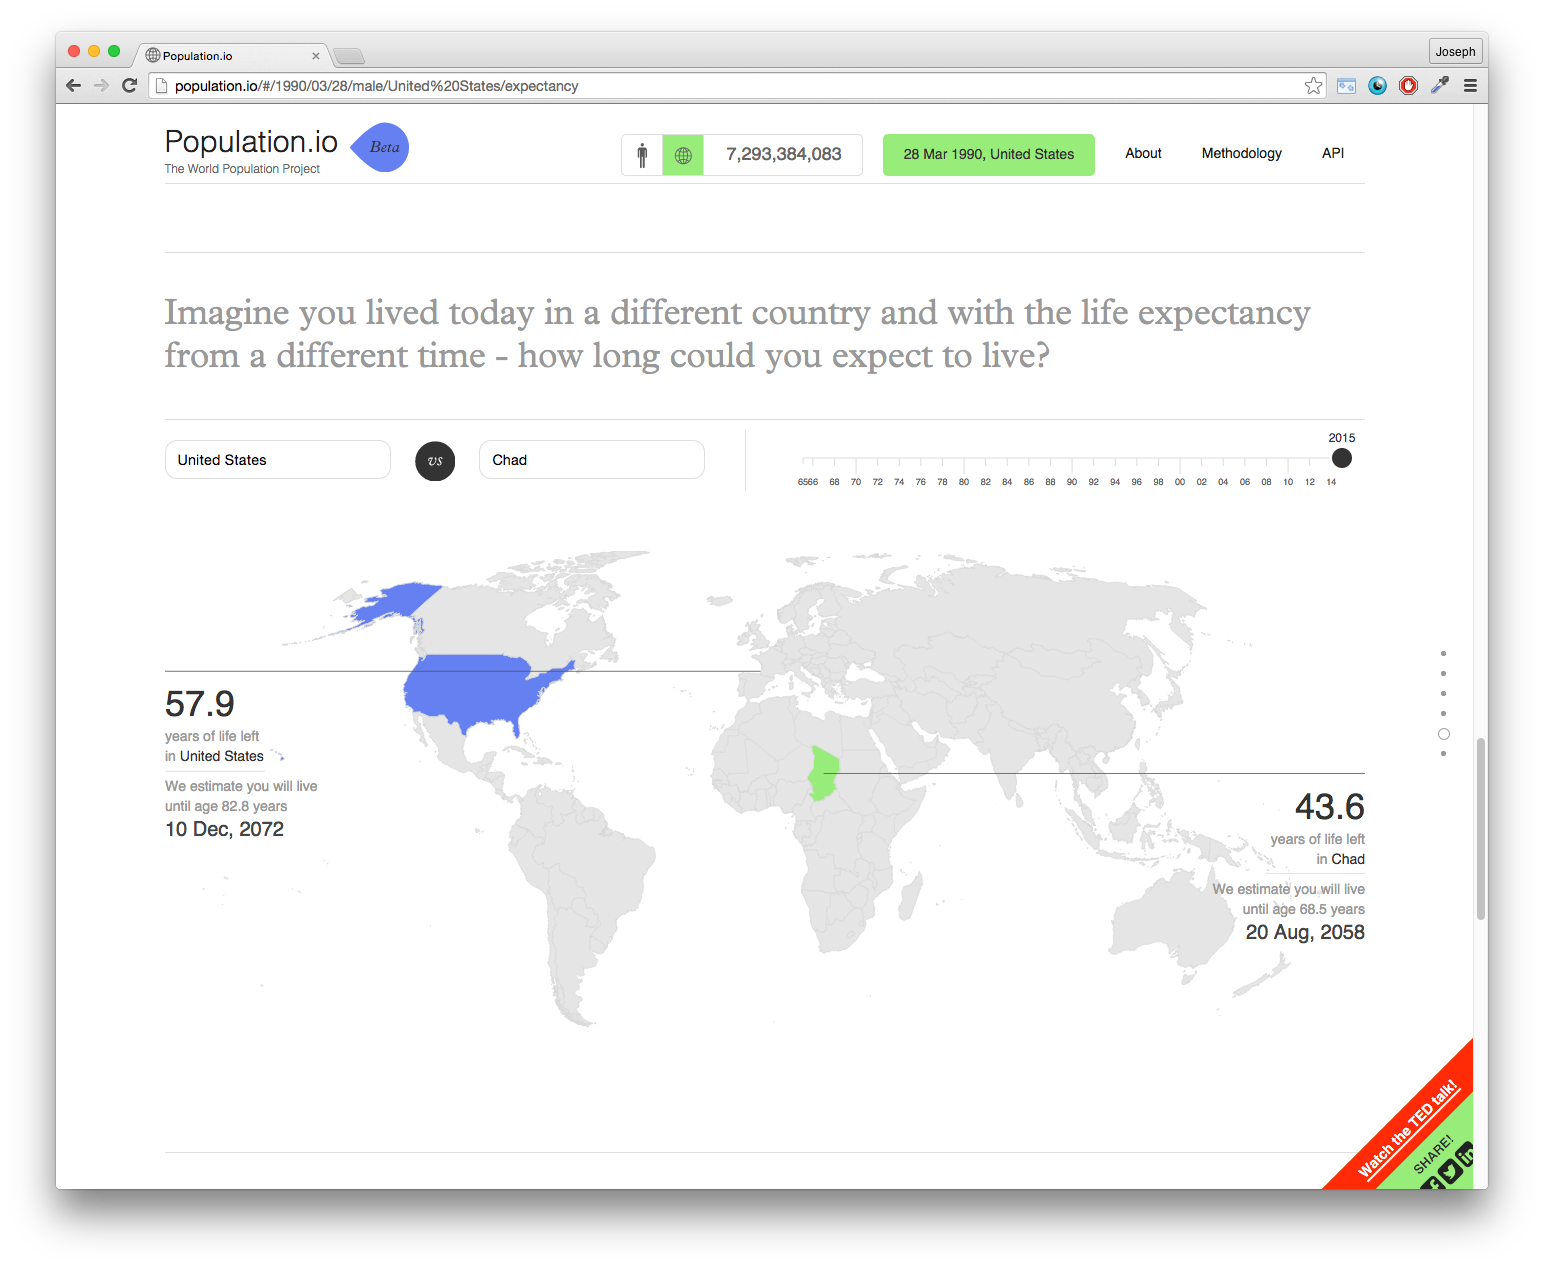 Population.io
Joseph
population.io/#/1990/03/28/male/United%20States/expectancy
Population.io
Beta
The World Population Project
7,293,384,083
28 Mar 1990, United States
About
Methodology
API
Imagine you lived today in a different country and with the life expectancy
from a different time - how long could you expect to live?
United States
vs
Chad
2015
6566 68 70 72 74 76 78 80 82 84 86 88 90 92 94 96 98 00 02 04 06 08 10 12 14
57.9
years of life left
in United States
We estimate you will live
until age 82.8 years
10 Dec, 2072
43.6
years of life left
in Chad
We estimate you will live
until age 68.5 years
20 Aug, 2058
Watch the TED talk!
SHARE!